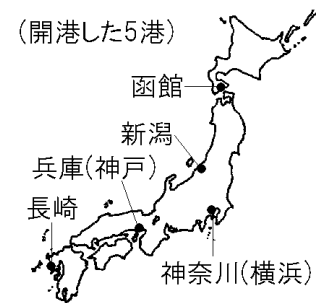 (開港した5港)
函館
新潟
兵庫(神戸)
長崎
神奈川(横浜)